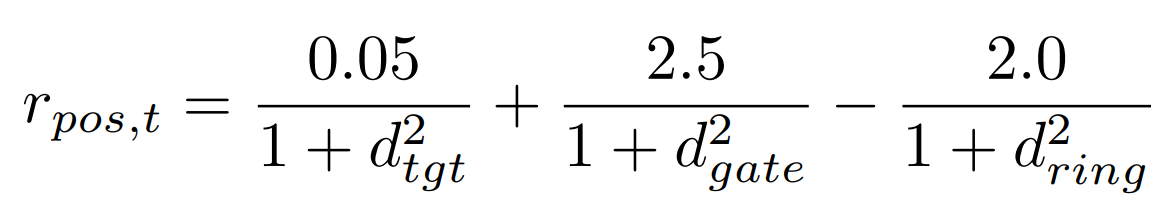 r_{pos,t} = \frac{0.05}{1 + d_{tgt}^2} + \frac{2.5}{1 + d_{gate}^2} - \frac{2.0}{1 + d_{ring}^2}